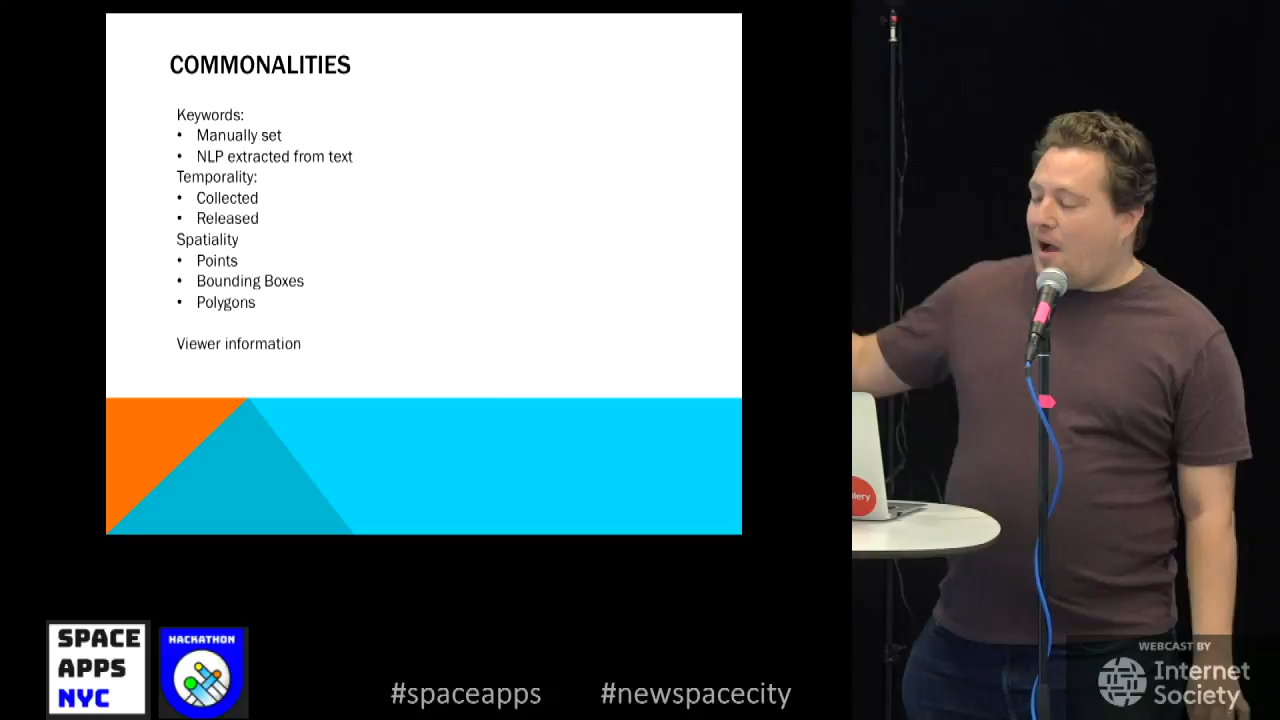 COMMONALITIES
Keywords:
• Manually set
• NLP extracted from text
Temporality:
• Collected
• Released
Spatiality
• Points
• Bounding Boxes
• Polygons
Viewer information
lery
SPACE
APPS
NYC
HACKATHON
#spaceapps #newspacecity
WEBCAST BY
Internet
Society